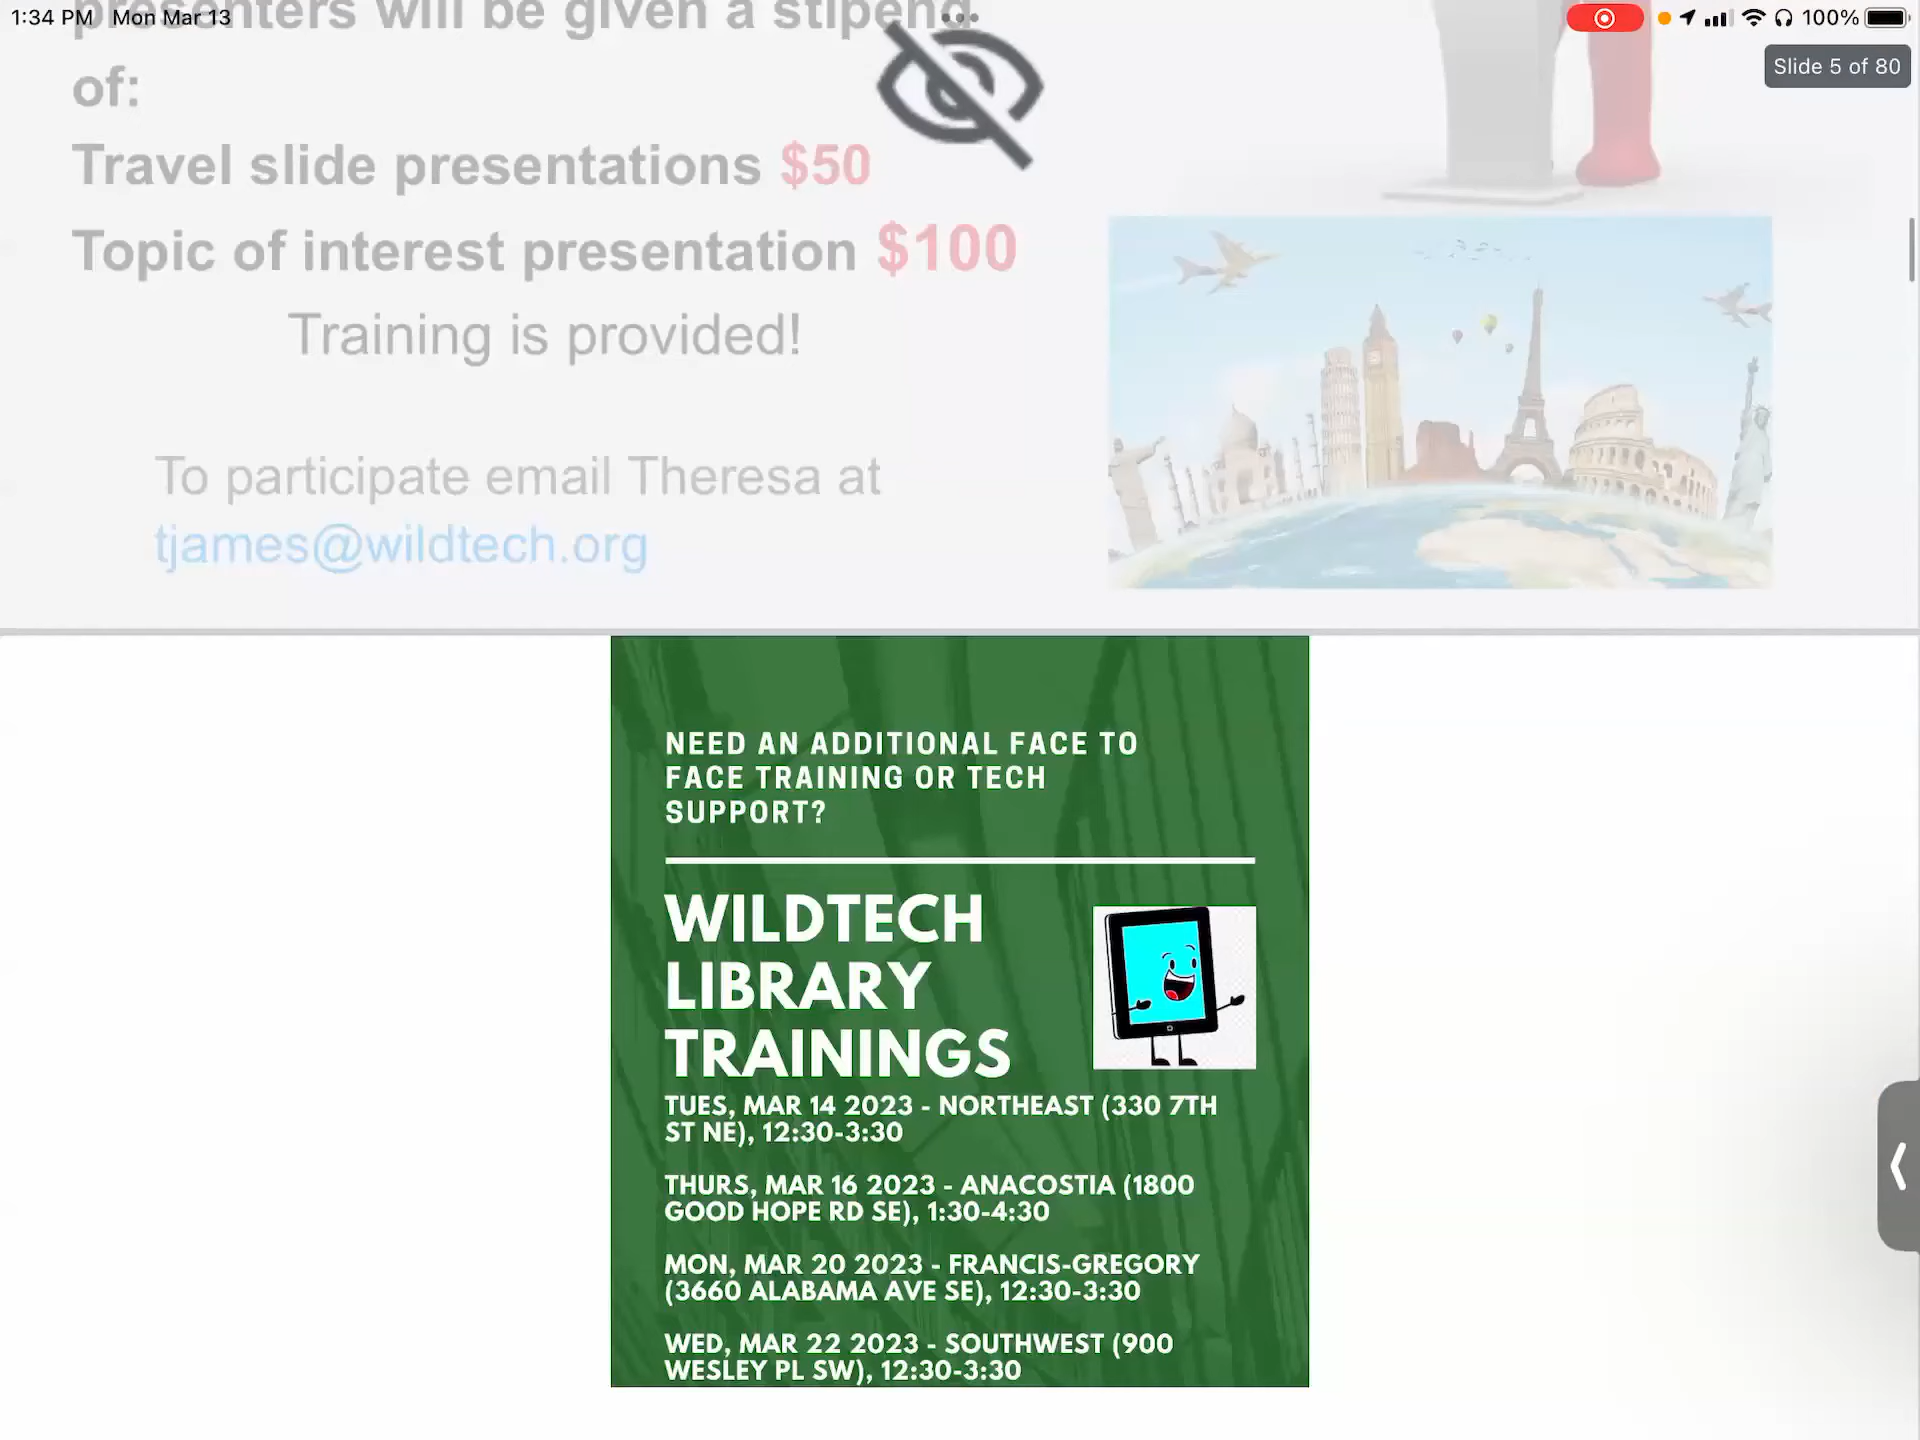 1:34 PM Mon Mar 13
100%
presenters will be given a stipend
of:
Slide 5 of 80
Travel slide presentations $50
Topic of interest presentation $100
Training is provided!
To participate email Theresa at
tjames@wildtech.org
NEED AN ADDITIONAL FACE TO
FACE TRAINING OR TECH
SUPPORT?
WILDTECH
LIBRARY
TRAININGS
TUES, MAR 14 2023 - NORTHEAST (330 7TH
ST NE), 12:30-3:30
THURS, MAR 16 2023 - ANACOSTIA (1800
GOOD HOPE RD SE), 1:30-4:30
MON, MAR 20 2023 - FRANCIS-GREGORY
(3660 ALABAMA AVE SE), 12:30-3:30
WED, MAR 22 2023 - SOUTHWEST (900
WESLEY PL SW), 12:30-3:30